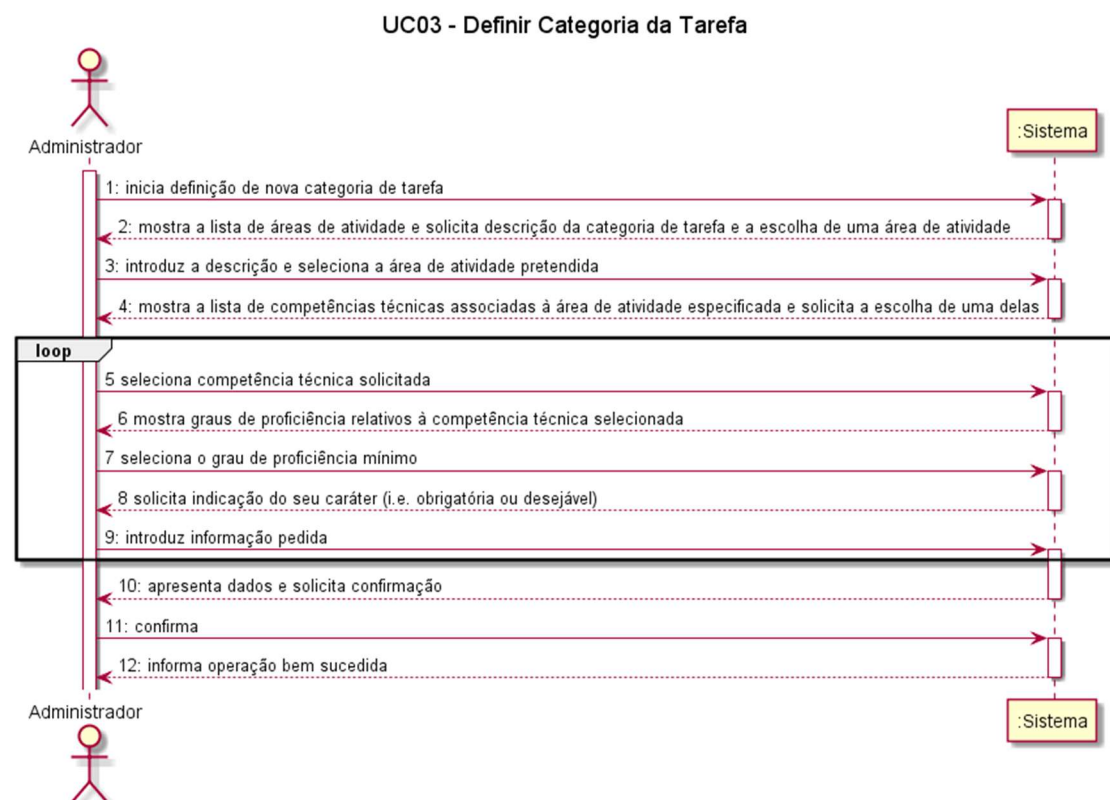 UC03 - Definir Categoria da Tarefa
Administrador
:Sistema
1: inicia definição de nova categoria de tarefa
2: mostra a lista de áreas de atividade e solicita descrição da categoria de tarefa e a escolha de uma área de atividade
3: introduz a descrição e seleciona a área de atividade pretendida
4: mostra a lista de competências técnicas associadas à área de atividade especificada e solicita a escolha de uma delas
loop
5 seleciona competência técnica solicitada
6 mostra graus de proficiência relativos à competência técnica selecionada
7 seleciona o grau de proficiência mínimo
8 solicita indicação do seu caráter (i.e. obrigatória ou desejável)
9: introduz informação pedida
10: apresenta dados e solicita confirmação
11: confirma
12: informa operação bem sucedida
Administrador
:Sistema